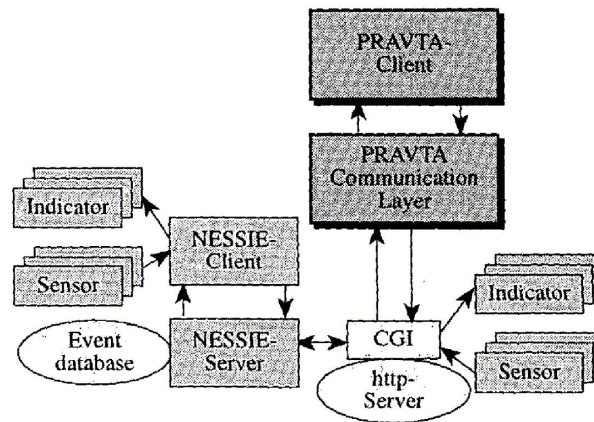 PRAVTA-
Client
PRAVTA
Communication
Layer
Indicator
NESSIE-
Client
Sensor
Indicator
Event
database
NESSIE-
Server
CGI
http-
Server
Sensor